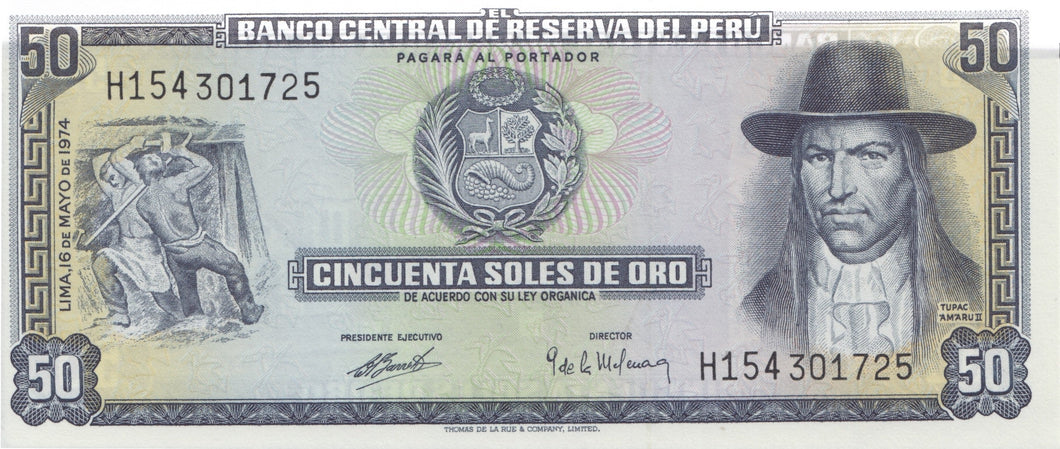 50
EL
BANCO CENTRAL DE RESERVA DEL PERÚ
50
PAGARÁ AL PORTADOR
H154301725
LIMA, 16 DE MAYO DE 1974
CINCUENTA SOLES DE ORO
DE ACUERDO CON SU LEY ORGANICA
TUPAC
AMARU II
PRESIDENTE EJECUTIVO
DIRECTOR
H154301725
50
50
THOMAS DE LA RUE & COMPANY, LIMITED.